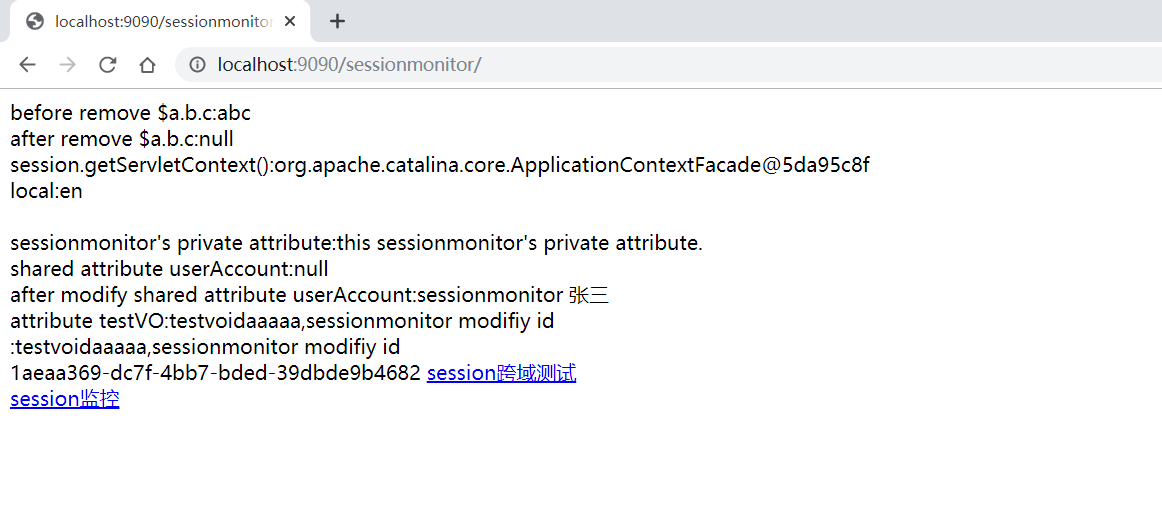 localhost:9090/sessionmonitor
localhost:9090/sessionmonitor/
before remove $a.b.c:abc
after remove $a.b.c:null
session.getServletContext():org.apache.catalina.core.ApplicationContextFacade@5da95c8f
local:en
sessionmonitor's private attribute:this sessionmonitor's private attribute.
shared attribute userAccount:null
after modify shared attribute userAccount:sessionmonitor 张三
attribute testVO:testvoidaaaaa,sessionmonitor modifiy id
:testvoidaaaaa,sessionmonitor modifiy id
1aeaa369-dc7f-4bb7-bded-39dbde9b4682 session跨域测试
session监控